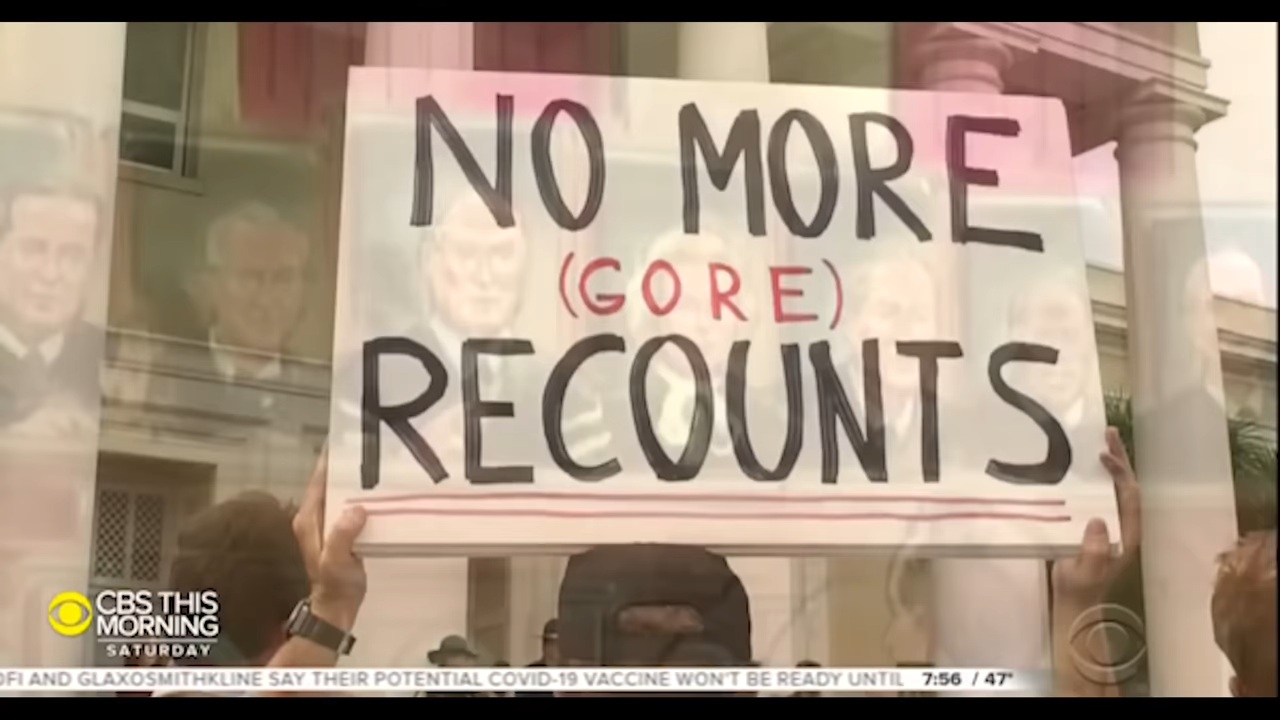 NO MORE
(GORE)
RECOUNTS
CBS THIS
MORNING
SATURDAY
AND GLAXOSMITHKLINE SAY THEIR POTENTIAL COVID-19 VACCINE WON'T BE READY UNTIL 7:56 / 47°